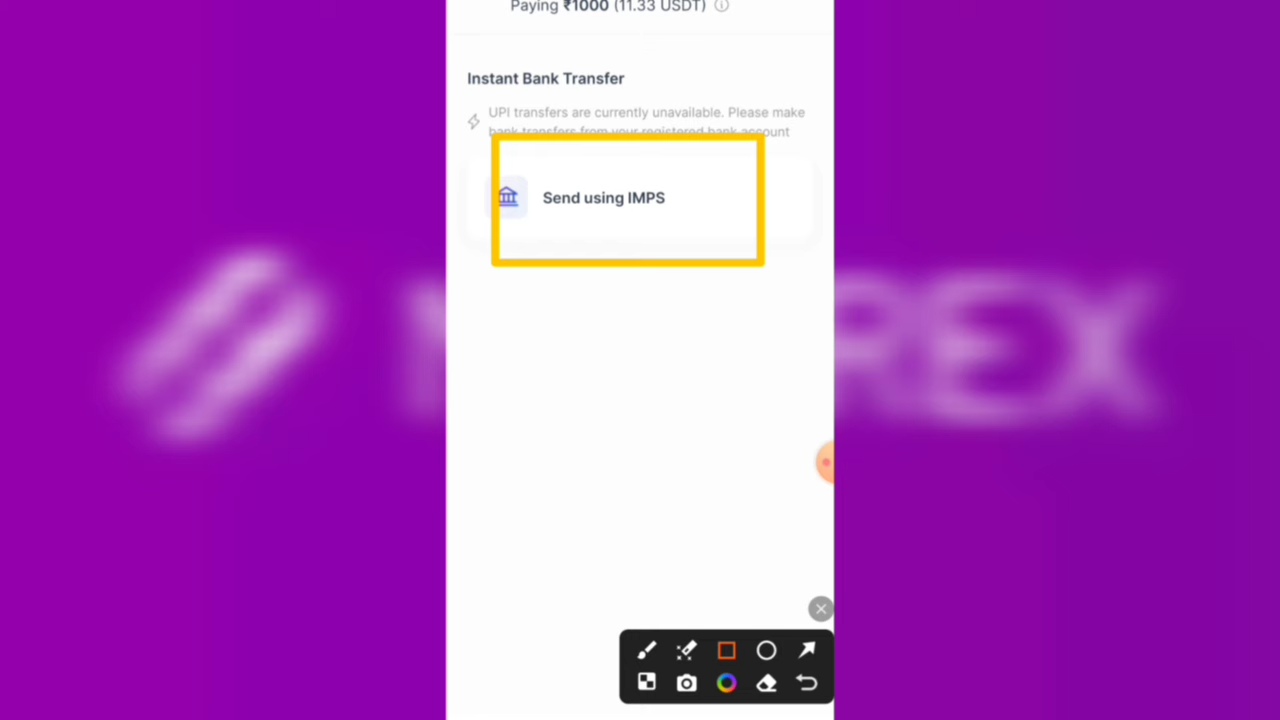 Paying ₹1000 (11.33 USDT)
Instant Bank Transfer
UPI transfers are currently unavailable. Please make
bank transfers from your registered bank account
Send using IMPS
REX